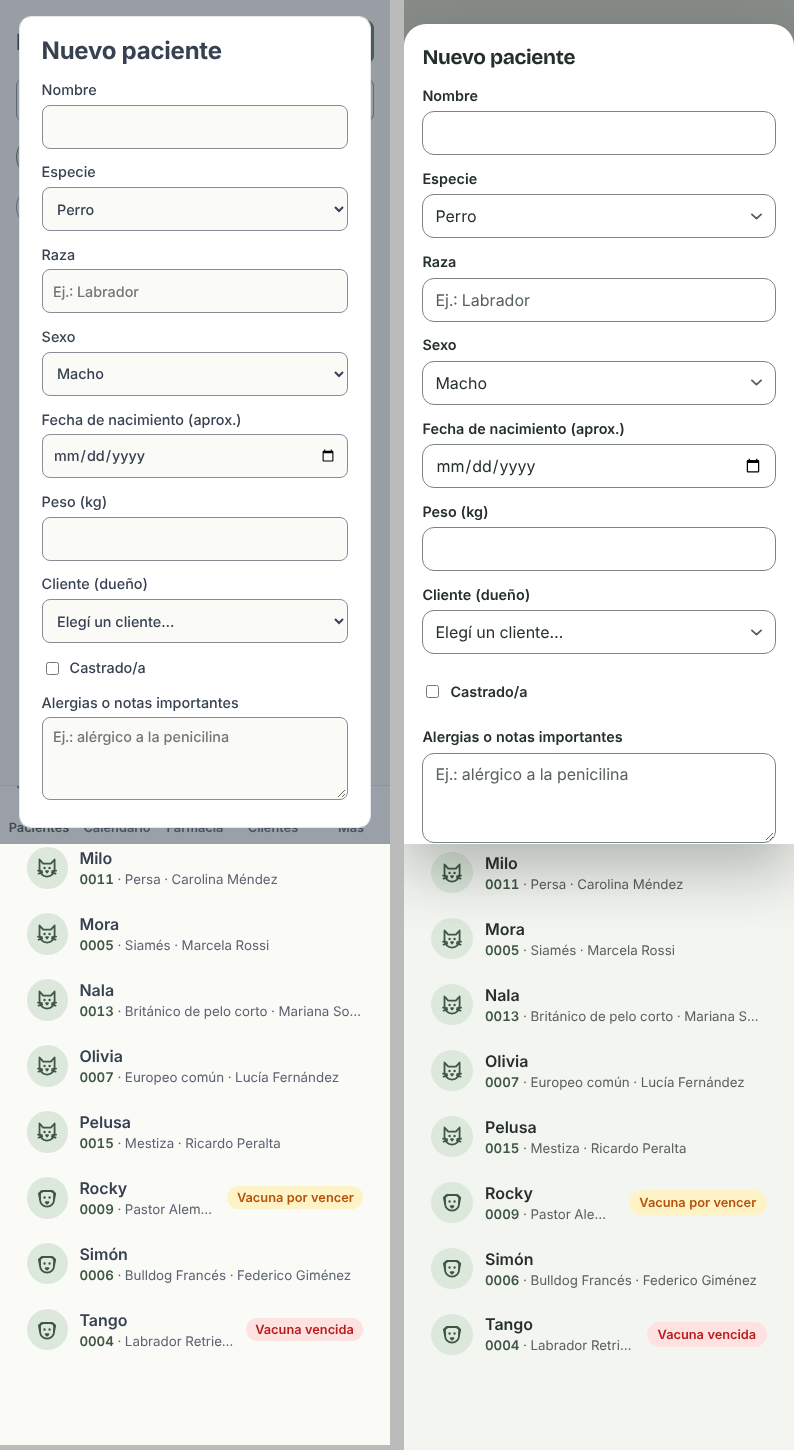 Nuevo paciente
Nombre
Especie
Perro
Raza
Ej.: Labrador
Sexo
Macho
Fecha de nacimiento (aprox.)
mm/dd/yyyy
Peso (kg)
Cliente (dueño)
Elegí un cliente...
Castrado/a
Alergias o notas importantes
Ej.: alérgico a la penicilina
Pacientes Calendario Farmacia Clientes Más
Milo
0011 · Persa · Carolina Méndez
Mora
0005 · Siamés · Marcela Rossi
Nala
0013 · Británico de pelo corto · Mariana So...
Olivia
0007 · Europeo común · Lucía Fernández
Pelusa
0015 · Mestiza · Ricardo Peralta
Rocky
0009 · Pastor Alem...
Vacuna por vencer
Simón
0006 · Bulldog Francés · Federico Giménez
Tango
0004 · Labrador Retrie...
Vacuna vencida
Nuevo paciente
Nombre
Especie
Perro
Raza
Ej.: Labrador
Sexo
Macho
Fecha de nacimiento (aprox.)
mm/dd/yyyy
Peso (kg)
Cliente (dueño)
Elegí un cliente...
Castrado/a
Alergias o notas importantes
Ej.: alérgico a la penicilina
Milo
0011 · Persa · Carolina Méndez
Mora
0005 · Siamés · Marcela Rossi
Nala
0013 · Británico de pelo corto · Mariana S...
Olivia
0007 · Europeo común · Lucía Fernández
Pelusa
0015 · Mestiza · Ricardo Peralta
Rocky
0009 · Pastor Ale...
Vacuna por vencer
Simón
0006 · Bulldog Francés · Federico Giménez
Tango
0004 · Labrador Retri...
Vacuna vencida